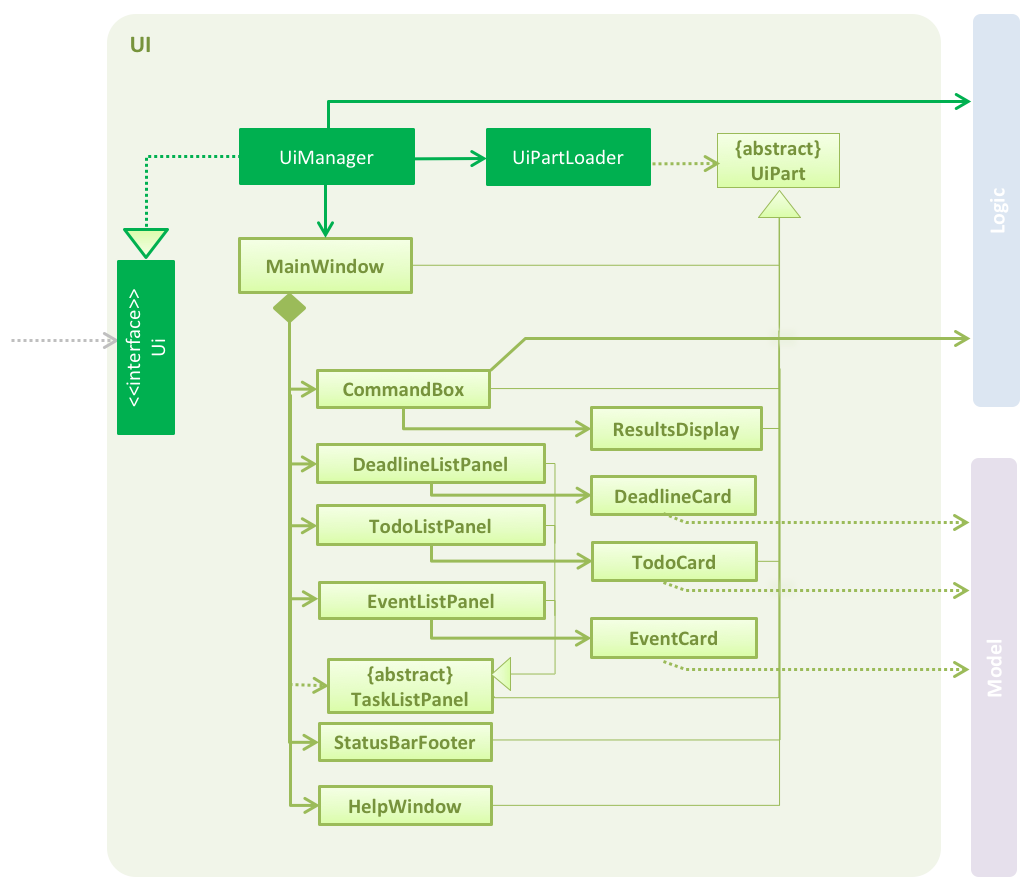 UI
UiManager
UiPartLoader
{abstract}
UiPart
Logic
MainWindow
<<interface>>
Ui
CommandBox
ResultsDisplay
DeadlineListPanel
DeadlineCard
TodoListPanel
TodoCard
EventListPanel
EventCard
{abstract}
TaskListPanel
Model
StatusBarFooter
HelpWindow